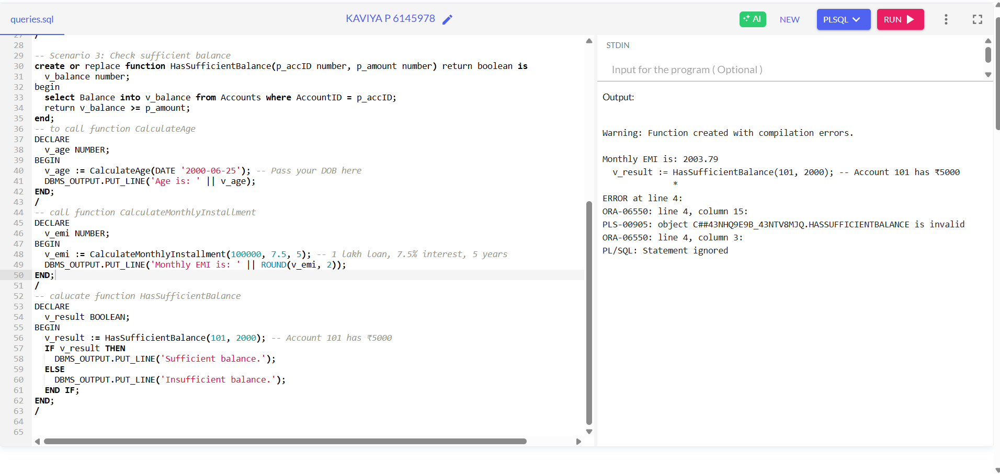 queries.sql
KAVIYA P 6145978
AI
NEW
PLSQL
RUN
27 /
28
29 -- Scenario 3: Check sufficient balance
30 create or replace function HasSufficientBalance(p_accID number, p_amount number) return boolean is
31   v_balance number;
32 begin
33   select Balance into v_balance from Accounts where AccountID = p_accID;
34   return v_balance >= p_amount;
35 end;
36 -- to call function CalculateAge
37 DECLARE
38   v_age NUMBER;
39 BEGIN
40   v_age := CalculateAge(DATE '2000-06-25'); -- Pass your DOB here
41   DBMS_OUTPUT.PUT_LINE('Age is: ' || v_age);
42 END;
43 /
44 -- call function CalculateMonthlyInstallment
45 DECLARE
46   v_emi NUMBER;
47 BEGIN
48   v_emi := CalculateMonthlyInstallment(100000, 7.5, 5); -- 1 lakh loan, 7.5% interest, 5 years
49   DBMS_OUTPUT.PUT_LINE('Monthly EMI is: ' || ROUND(v_emi, 2));
50 END;
51 /
52 -- calucate function HasSufficientBalance
53 DECLARE
54   v_result BOOLEAN;
55 BEGIN
56   v_result := HasSufficientBalance(101, 2000); -- Account 101 has ₹5000
57   IF v_result THEN
58     DBMS_OUTPUT.PUT_LINE('Sufficient balance.');
59   ELSE
60     DBMS_OUTPUT.PUT_LINE('Insufficient balance.');
61   END IF;
62 END;
63 /
64
65
STDIN
Input for the program ( Optional )
Output:
Warning: Function created with compilation errors.
Monthly EMI is: 2003.79
  v_result := HasSufficientBalance(101, 2000); -- Account 101 has ₹5000
              *
ERROR at line 4:
ORA-06550: line 4, column 15:
PLS-00905: object C##43NHQ9E9B_43NTV8MJQ.HASSUFFICIENTBALANCE is invalid
ORA-06550: line 4, column 3:
PL/SQL: Statement ignored